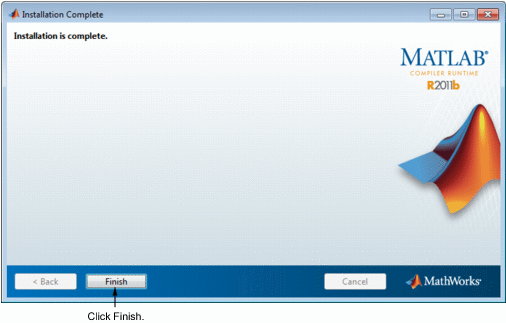 Installation Complete
Installation is complete.
MATLAB®
COMPILER RUNTIME
R2011b
< Back
Finish
Cancel
MathWorks®
Click Finish.